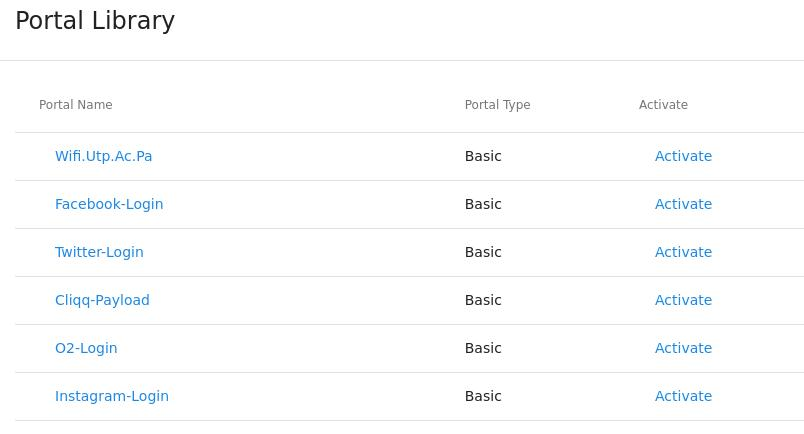 Portal Library
Portal Name Portal Type Activate
Wifi.Utp.Ac.Pa Basic Activate
Facebook-Login Basic Activate
Twitter-Login Basic Activate
Cliqq-Payload Basic Activate
O2-Login Basic Activate
Instagram-Login Basic Activate